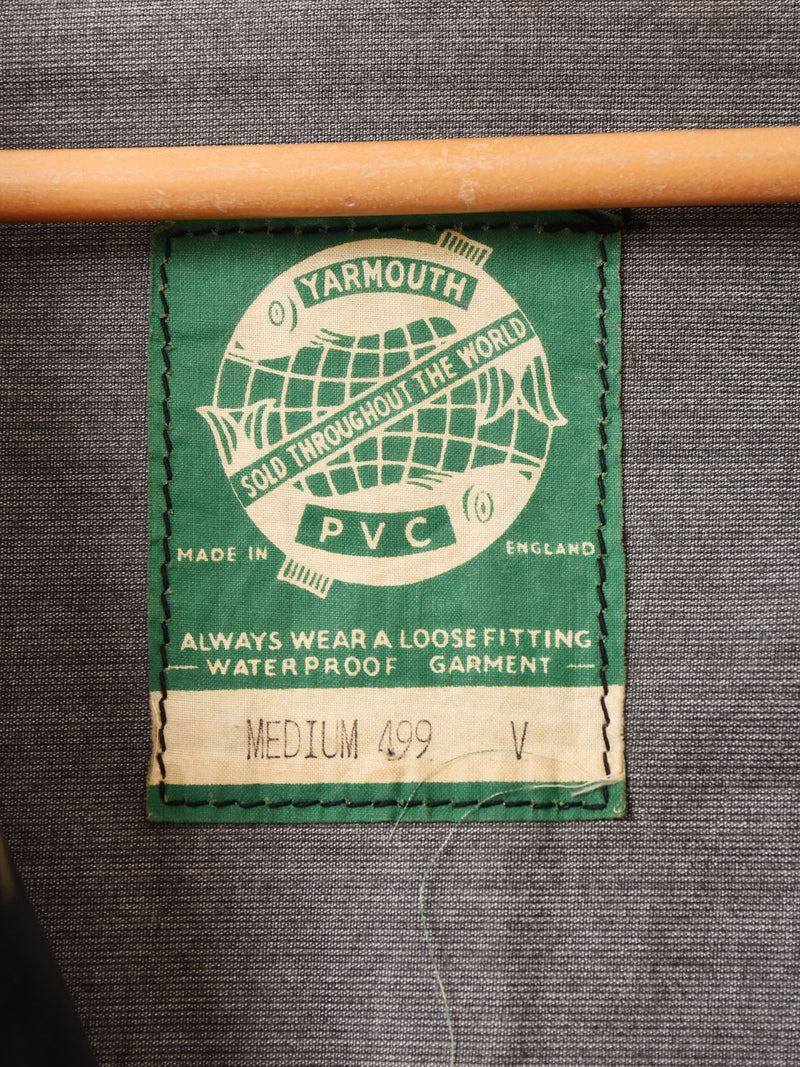 YARMOUTH
SOLD THROUGHOUT THE WORLD
PVC
MADE IN ENGLAND
ALWAYS WEAR A LOOSE FITTING
WATERPROOF GARMENT
MEDIUM 499 V